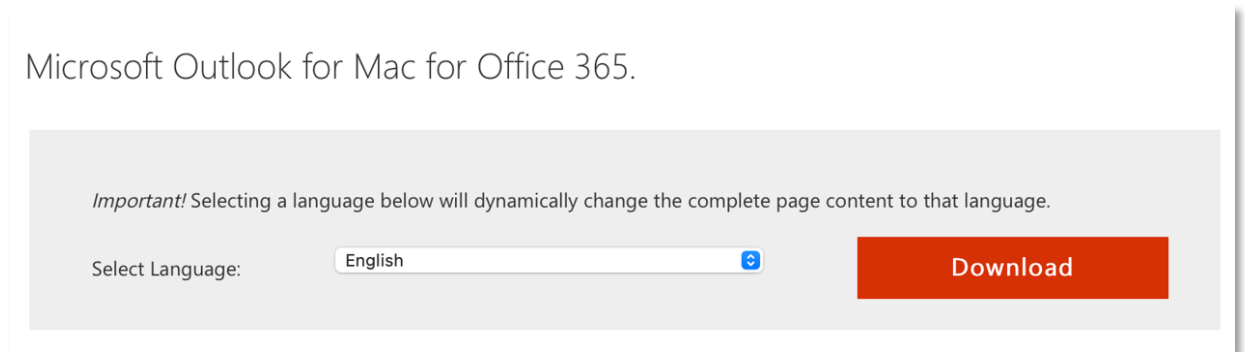 Microsoft Outlook for Mac for Office 365.
Important! Selecting a language below will dynamically change the complete page content to that language.
Select Language:
English
Download